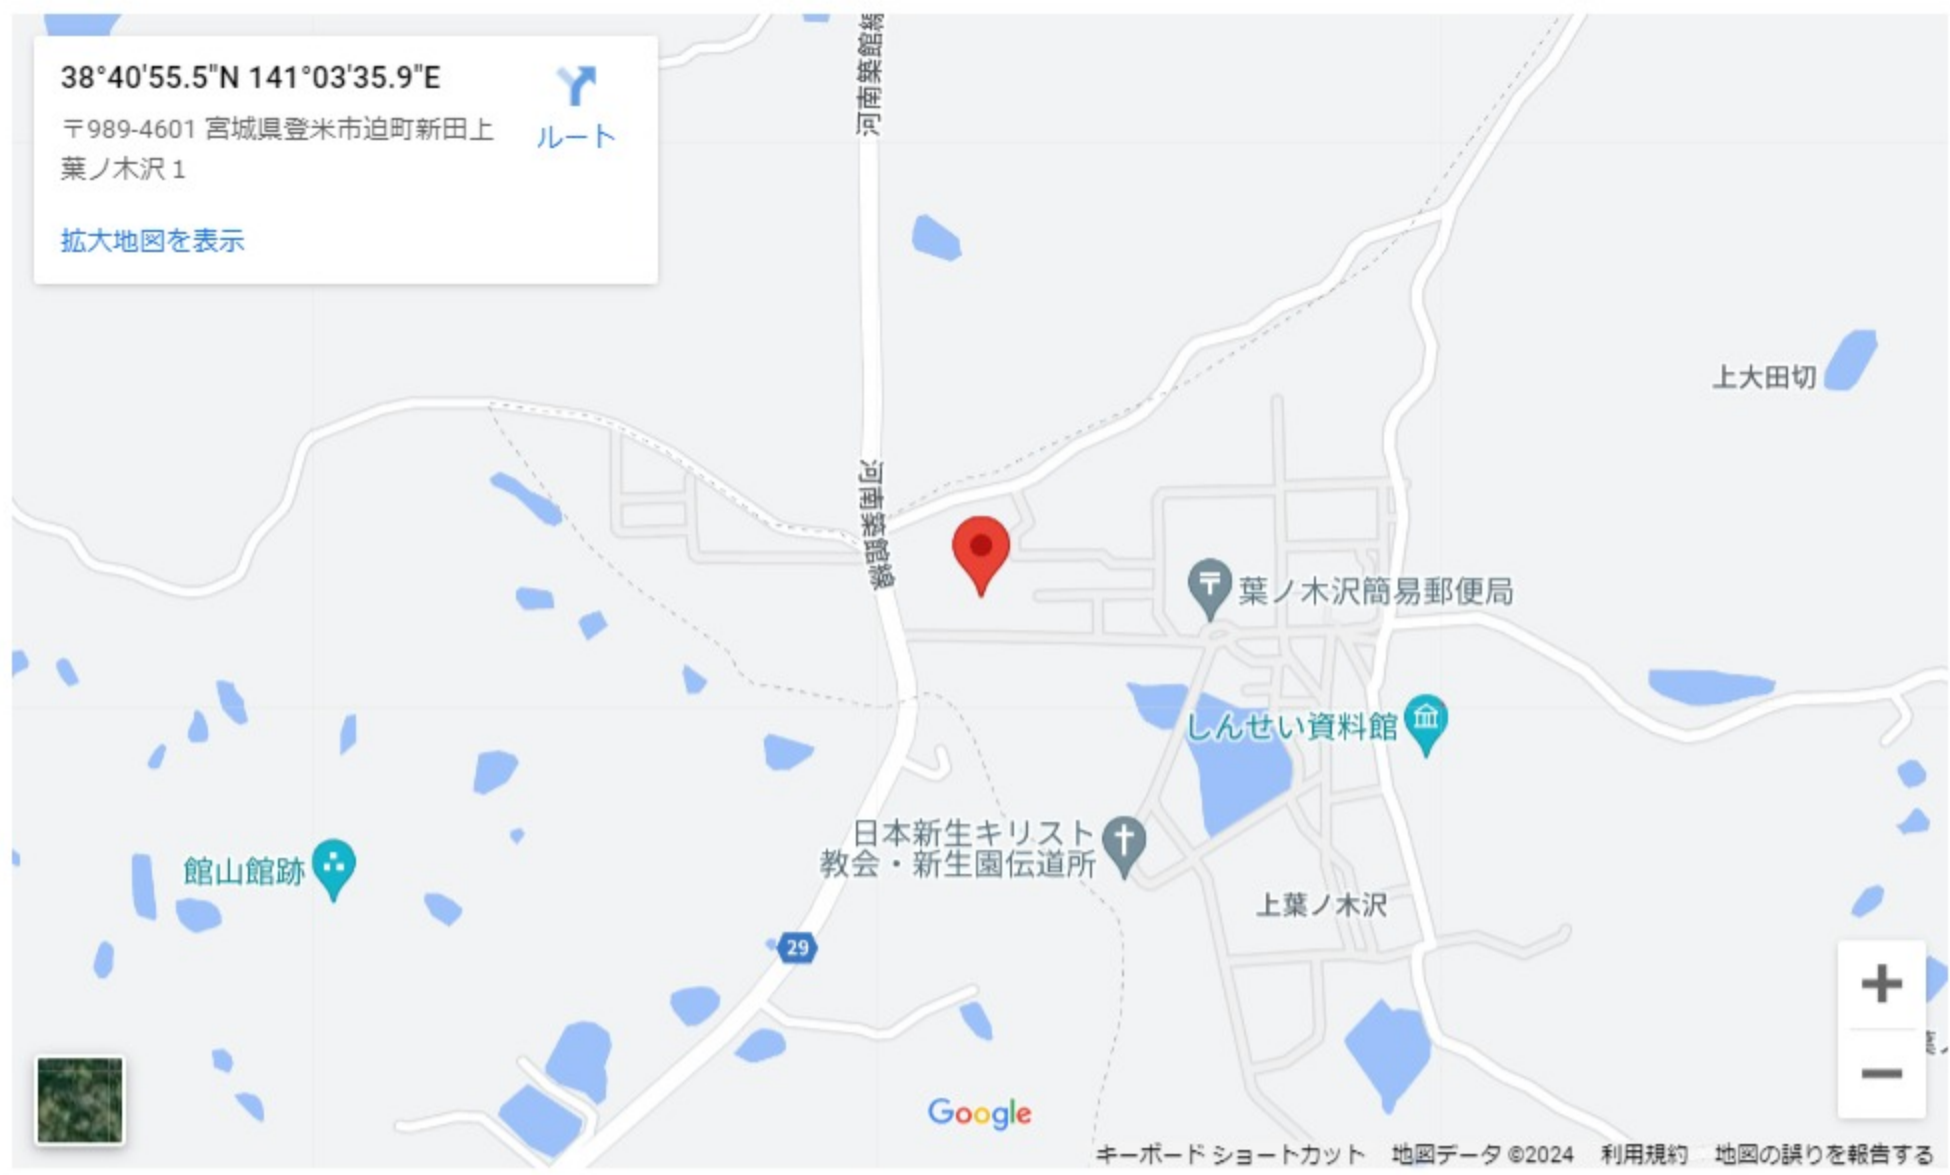 38°40'55.5"N 141°03'35.9"E
〒989-4601 宮城県登米市迫町新田上
葉ノ木沢 1
ルート
拡大地図を表示
河南築館線
上大田切
河南築館線
葉ノ木沢簡易郵便局
しんせい資料館
日本新生キリスト
教会・新生園伝道所
館山館跡
上葉ノ木沢
29
Google
キーボード ショートカット 地図データ ©2024 利用規約 地図の誤りを報告する